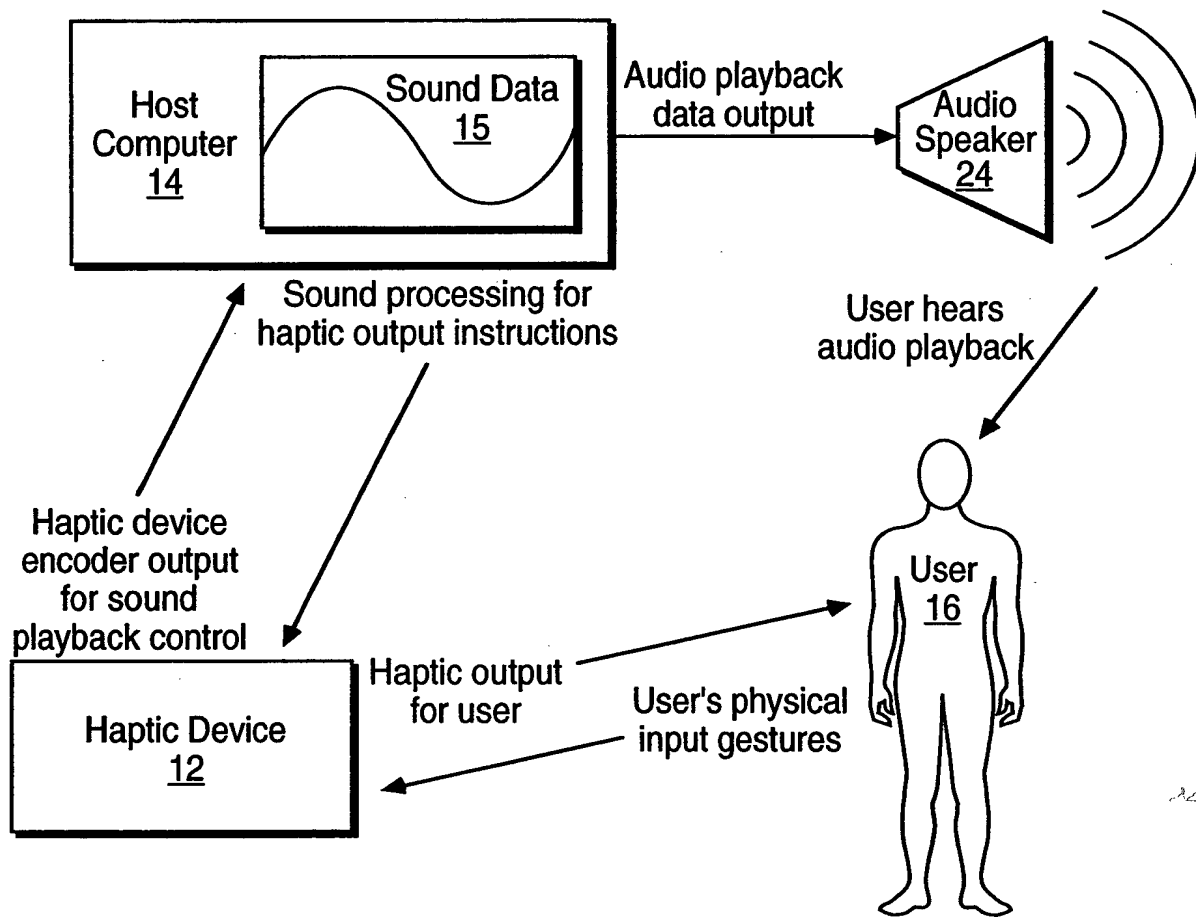 Host
Computer
14
Sound Data
15
Audio playback
data output
Audio
Speaker
24
Sound processing for
haptic output instructions
User hears
audio playback
Haptic device
encoder output
for sound
playback control
User
16
Haptic output
for user
User's physical
input gestures
Haptic Device
12